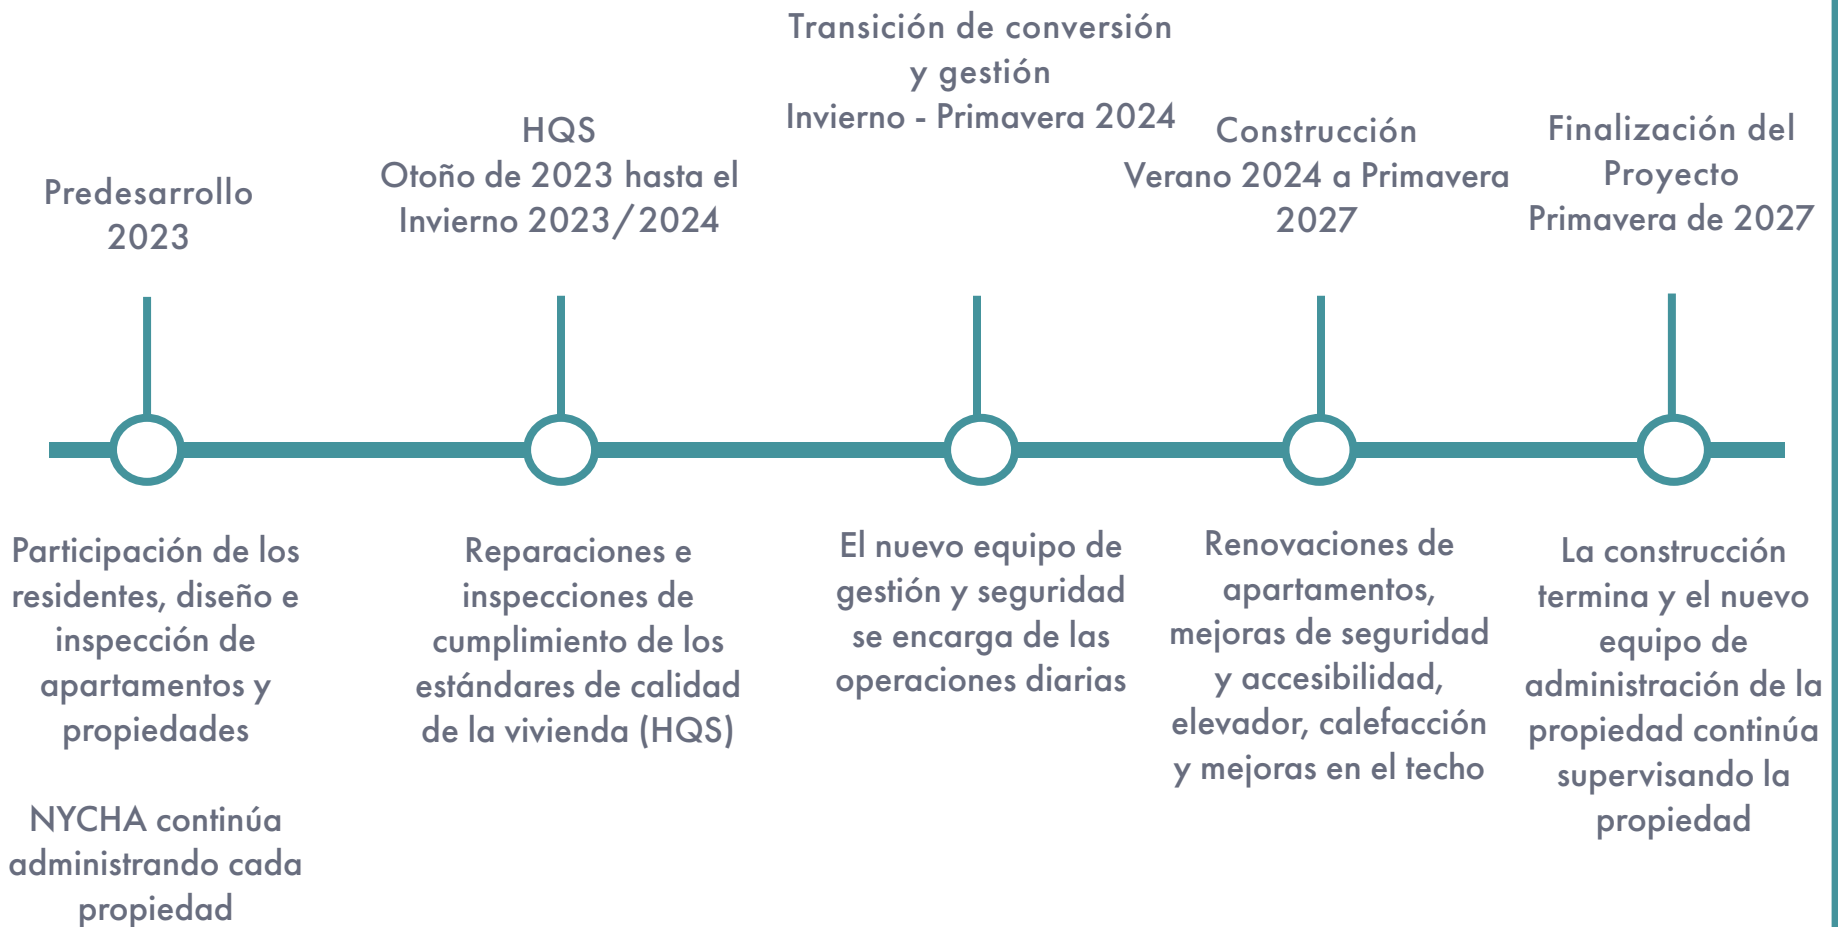 Predesarrollo
2023
HQS
Otoño de 2023 hasta el
Invierno 2023/2024
Transición de conversión
y gestión
Invierno - Primavera 2024
Construcción
Verano 2024 a Primavera
2027
Finalización del
Proyecto
Primavera de 2027
Participación de los
residentes, diseño e
inspección de
apartamentos y
propiedades
NYCHA continúa
administrando cada
propiedad
Reparaciones e
inspecciones de
cumplimiento de los
estándares de calidad
de la vivienda (HQS)
El nuevo equipo de
gestión y seguridad
se encarga de las
operaciones diarias
Renovaciones de
apartamentos,
mejoras de seguridad
y accesibilidad,
elevador, calefacción
y mejoras en el techo
La construcción
termina y el nuevo
equipo de
administración de la
propiedad continúa
supervisando la
propiedad